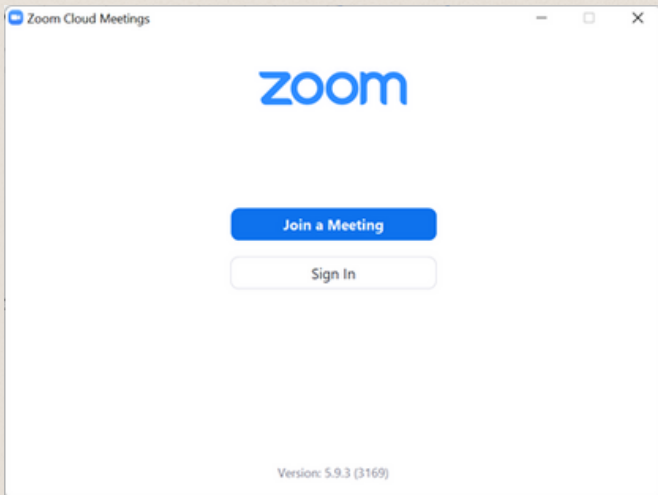 Zoom Cloud Meetings
zoom
Join a Meeting
Sign In
Version: 5.9.3 (3169)